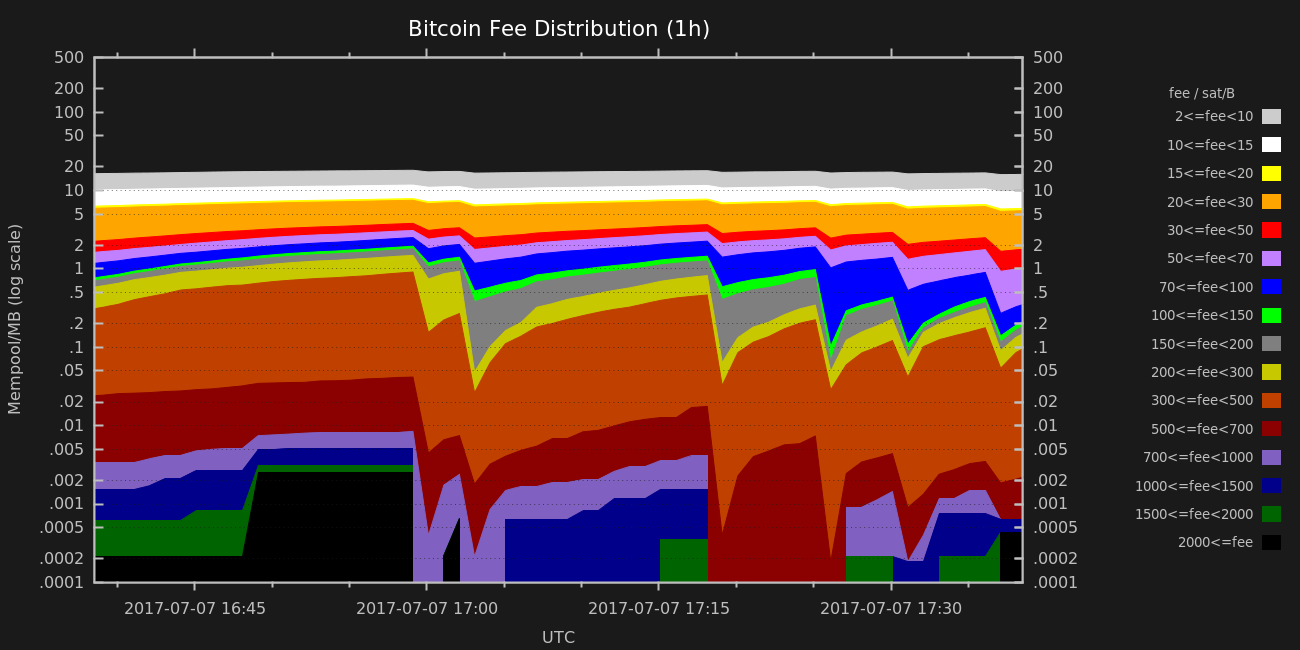 Bitcoin Fee Distribution (1h)
500
200
100
50
20
10
5
2
1
.5
.2
.1
.05
.02
.01
.005
.002
.001
.0005
.0002
.0001
Mempool/MB (log scale)
500
200
100
50
20
10
5
2
1
.5
.2
.1
.05
.02
.01
.005
.002
.001
.0005
.0002
.0001
fee / sat/B
2<=fee<10
10<=fee<15
15<=fee<20
20<=fee<30
30<=fee<50
50<=fee<70
70<=fee<100
100<=fee<150
150<=fee<200
200<=fee<300
300<=fee<500
500<=fee<700
700<=fee<1000
1000<=fee<1500
1500<=fee<2000
2000<=fee
2017-07-07 16:45
2017-07-07 17:00
2017-07-07 17:15
2017-07-07 17:30
UTC